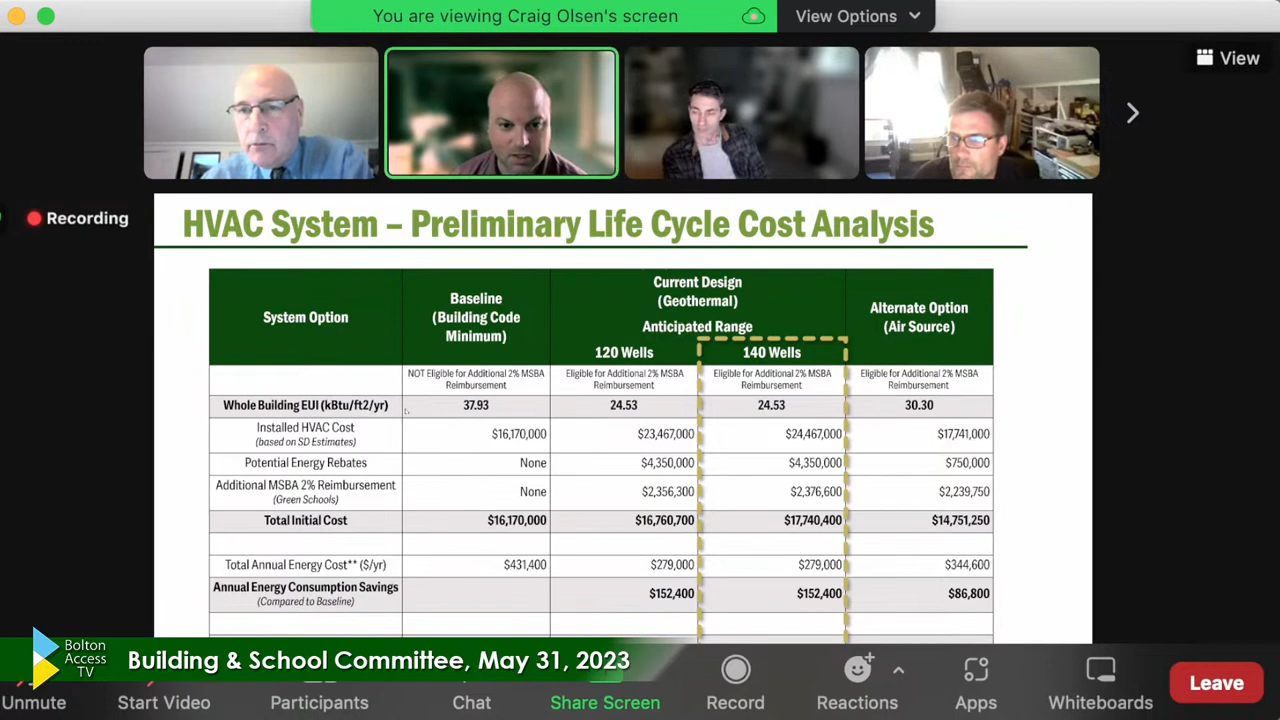 You are viewing Craig Olsen's screen
View Options
View
Recording
HVAC System – Preliminary Life Cycle Cost Analysis
System Option
Baseline
(Building Code
Minimum)
Current Design
(Geothermal)
Anticipated Range
120 Wells
140 Wells
Alternate Option
(Air Source)
NOT Eligible for Additional 2% MSBA
Reimbursement
Eligible for Additional 2% MSBA
Reimbursement
Eligible for Additional 2% MSBA
Reimbursement
Eligible for Additional 2% MSBA
Reimbursement
Whole Building EUI (kBtu/ft2/yr) 37.93 24.53 24.53 30.30
Installed HVAC Cost
(based on SD Estimates)
$16,170,000 $23,467,000 $24,467,000 $17,741,000
Potential Energy Rebates None $4,350,000 $4,350,000 $750,000
Additional MSBA 2% Reimbursement
(Green Schools)
None $2,356,300 $2,376,600 $2,239,750
Total Initial Cost $16,170,000 $16,760,700 $17,740,400 $14,751,250
Total Annual Energy Cost** ($/yr) $431,400 $279,000 $279,000 $344,600
Annual Energy Consumption Savings
(Compared to Baseline)
$152,400 $152,400 $86,800
Bolton
Access
TV
Building & School Committee, May 31, 2023
Unmute
Start Video
Participants
Chat
Share Screen
Record
Reactions
Apps
Whiteboards
Leave